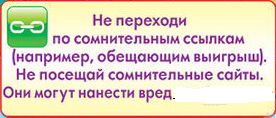 Не переходи
по сомнительным ссылкам
(например, обещающим выигрыш).
Не посещай сомнительные сайты.
Они могут нанести вред